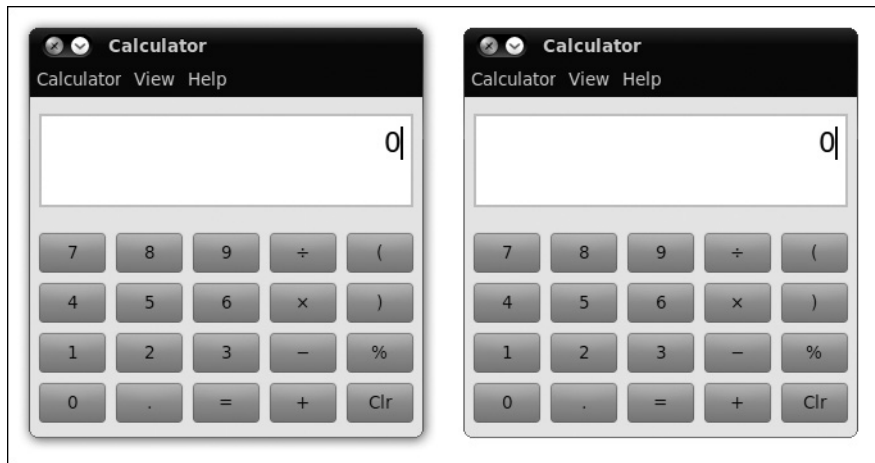 Calculator
Calculator View Help
0
7 8 9 ÷ (
4 5 6 × )
1 2 3 − %
0 . = + Clr
Calculator
Calculator View Help
0
7 8 9 ÷ (
4 5 6 × )
1 2 3 − %
0 . = + Clr